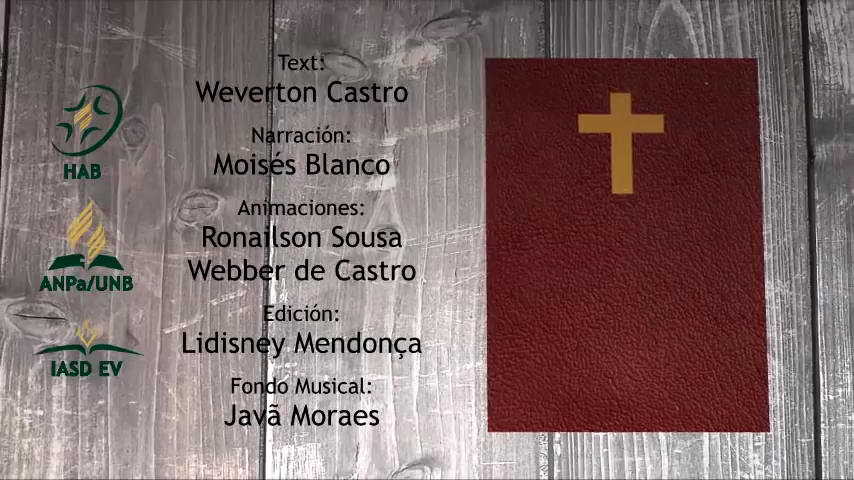 HAB
ANPa/UNB
IASD EV
Text:
Weverton Castro
Narración:
Moisés Blanco
Animaciones:
Ronailson Sousa
Webber de Castro
Edición:
Lidisney Mendonça
Fondo Musical:
Javã Moraes